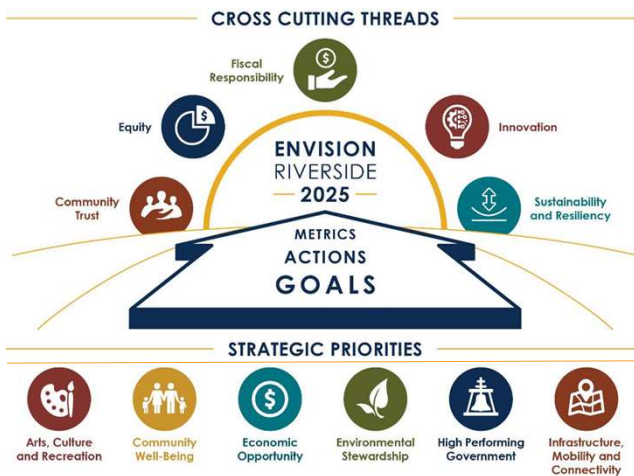 CROSS CUTTING THREADS
Fiscal
Responsibility
$
Equity
$
Innovation
Community
Trust
Sustainability
and Resiliency
ENVISION
RIVERSIDE
2025
METRICS
ACTIONS
GOALS
STRATEGIC PRIORITIES
$
Arts, Culture
and Recreation
Community
Well-Being
Economic
Opportunity
Environmental
Stewardship
High Performing
Government
Infrastructure,
Mobility and
Connectivity